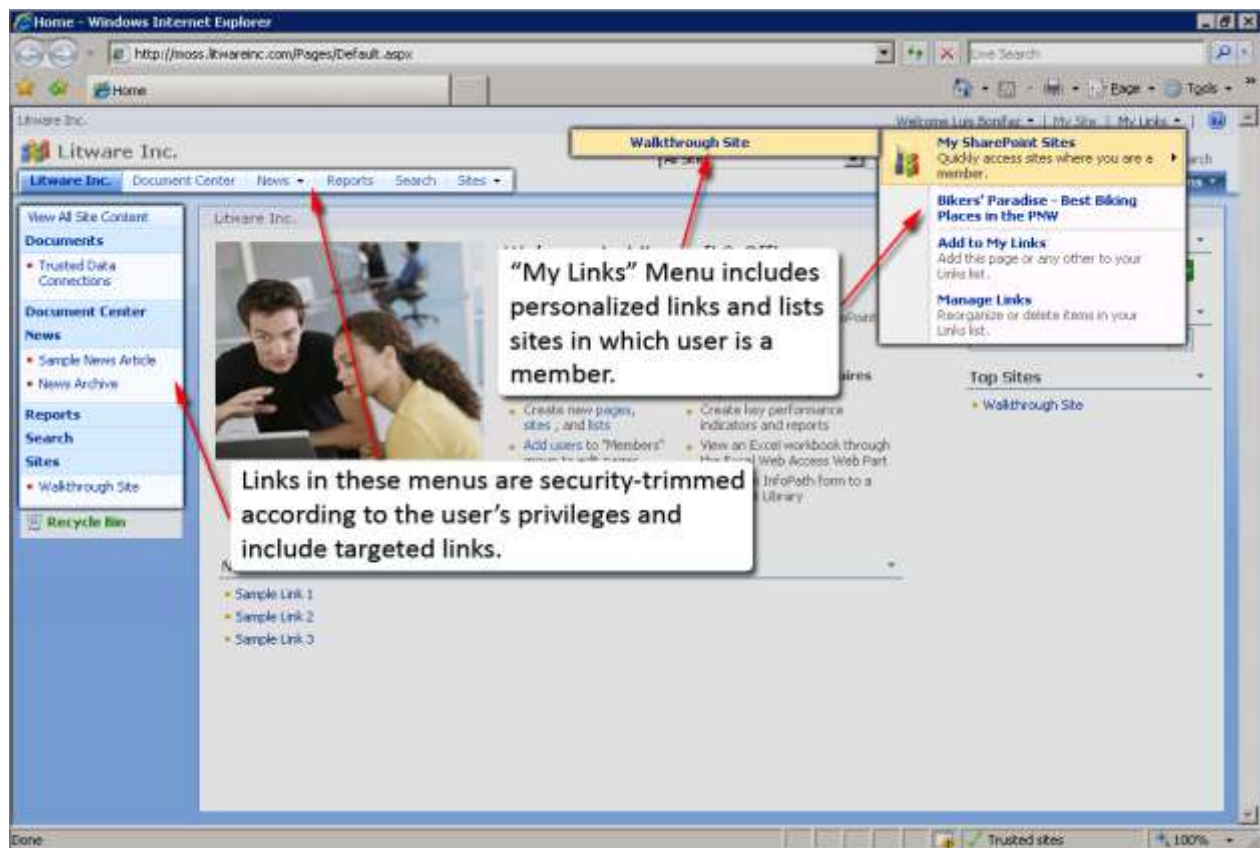 Home - Windows Internet Explorer
http://moss.litwareinc.com/Pages/Default.aspx
Live Search
Home
Page
Tools
Litware Inc.
Welcome Luis Bonifaz | My Site | My Links
Litware Inc.
Walkthrough Site
All Sites
Litware Inc. Document Center News Reports Search Sites
My SharePoint Sites
Quickly access sites where you are a
member.
Bikers' Paradise - Best Biking
Places in the PNW
Add to My Links
Add this page or any other to your
Links list.
Manage Links
Reorganize or delete items in your
Links list.
View All Site Content
Documents
Trusted Data
Connections
Document Center
News
Sample News Article
News Archive
Reports
Search
Sites
Walkthrough Site
Recycle Bin
Litware Inc.
“My Links” Menu includes
personalized links and lists
sites in which user is a
member.
Create new pages,
sites , and lists
Add users to "Members"
Create key performance
indicators and reports
View an Excel workbook through
the Excel Web Access Web Part
InfoPath form to a
Library
Top Sites
Walkthrough Site
Links in these menus are security-trimmed
according to the user’s privileges and
include targeted links.
Sample Link 1
Sample Link 2
Sample Link 3
Done
Trusted sites
100%